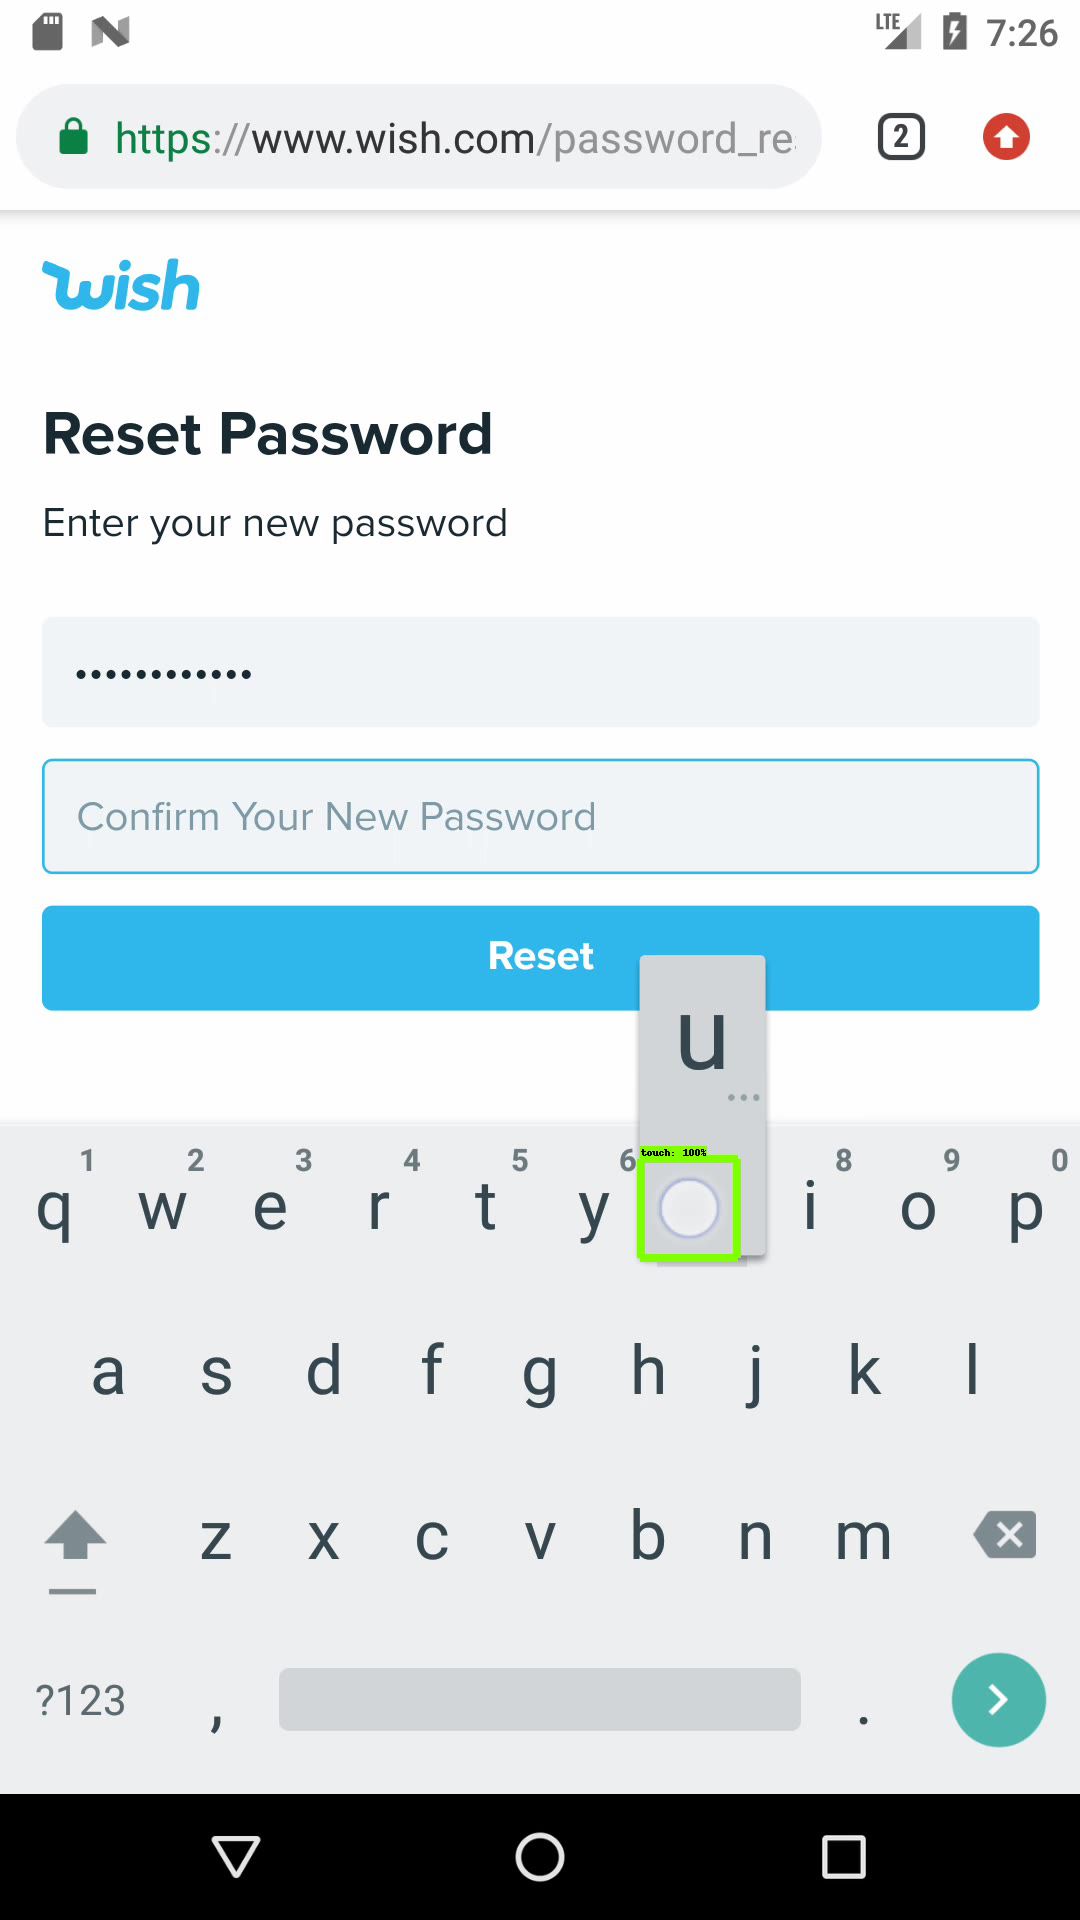 LTE 7:26
https://www.wish.com/password_re
2
wish
Reset Password
Enter your new password
••••••••••••
Confirm Your New Password
Reset
u
...
touch: 100%
1 2 3 4 5 6 8 9 0
q w e r t y i o p
a s d f g h j k l
z x c v b n m
?123 , .